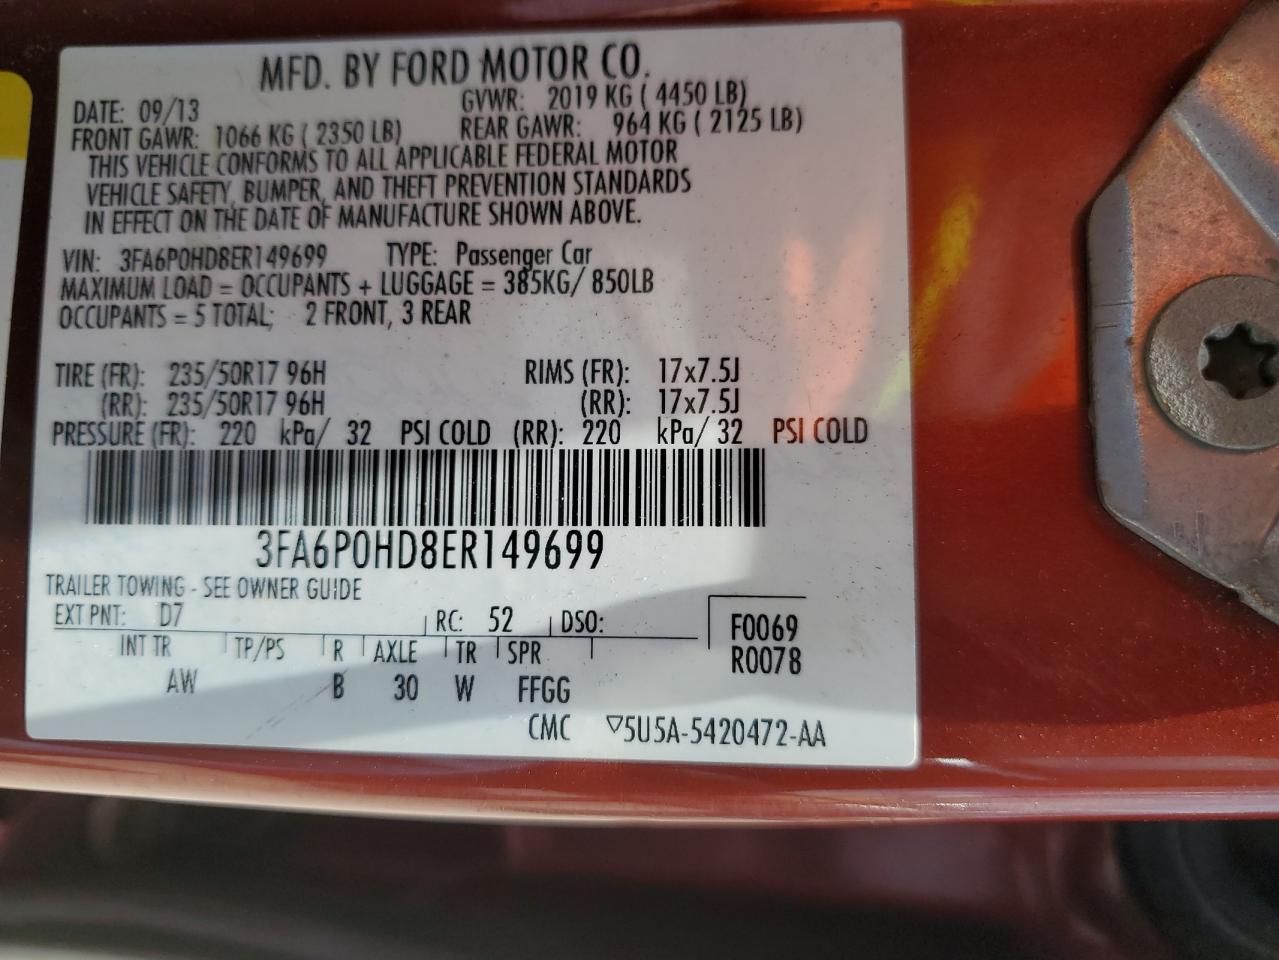 MFD. BY FORD MOTOR CO.
DATE: 09/13 GVWR: 2019 KG ( 4450 LB)
FRONT GAWR: 1066 KG ( 2350 LB) REAR GAWR: 964 KG ( 2125 LB)
THIS VEHICLE CONFORMS TO ALL APPLICABLE FEDERAL MOTOR
VEHICLE SAFETY, BUMPER, AND THEFT PREVENTION STANDARDS
IN EFFECT ON THE DATE OF MANUFACTURE SHOWN ABOVE.
VIN: 3FA6P0HD8ER149699 TYPE: Passenger Car
MAXIMUM LOAD = OCCUPANTS + LUGGAGE = 385KG/ 850LB
OCCUPANTS = 5 TOTAL; 2 FRONT, 3 REAR
TIRE (FR): 235/50R17 96H RIMS (FR): 17x7.5J
(RR): 235/50R17 96H (RR): 17x7.5J
PRESSURE (FR): 220 kPa/ 32 PSI COLD (RR): 220 kPa/ 32 PSI COLD
3FA6P0HD8ER149699
TRAILER TOWING - SEE OWNER GUIDE
EXT PNT: D7 RC: 52 DSO: F0069
INT TR TP/PS R AXLE TR SPR R0078
AW B 30 W FFGG
CMC ▽5U5A-5420472-AA